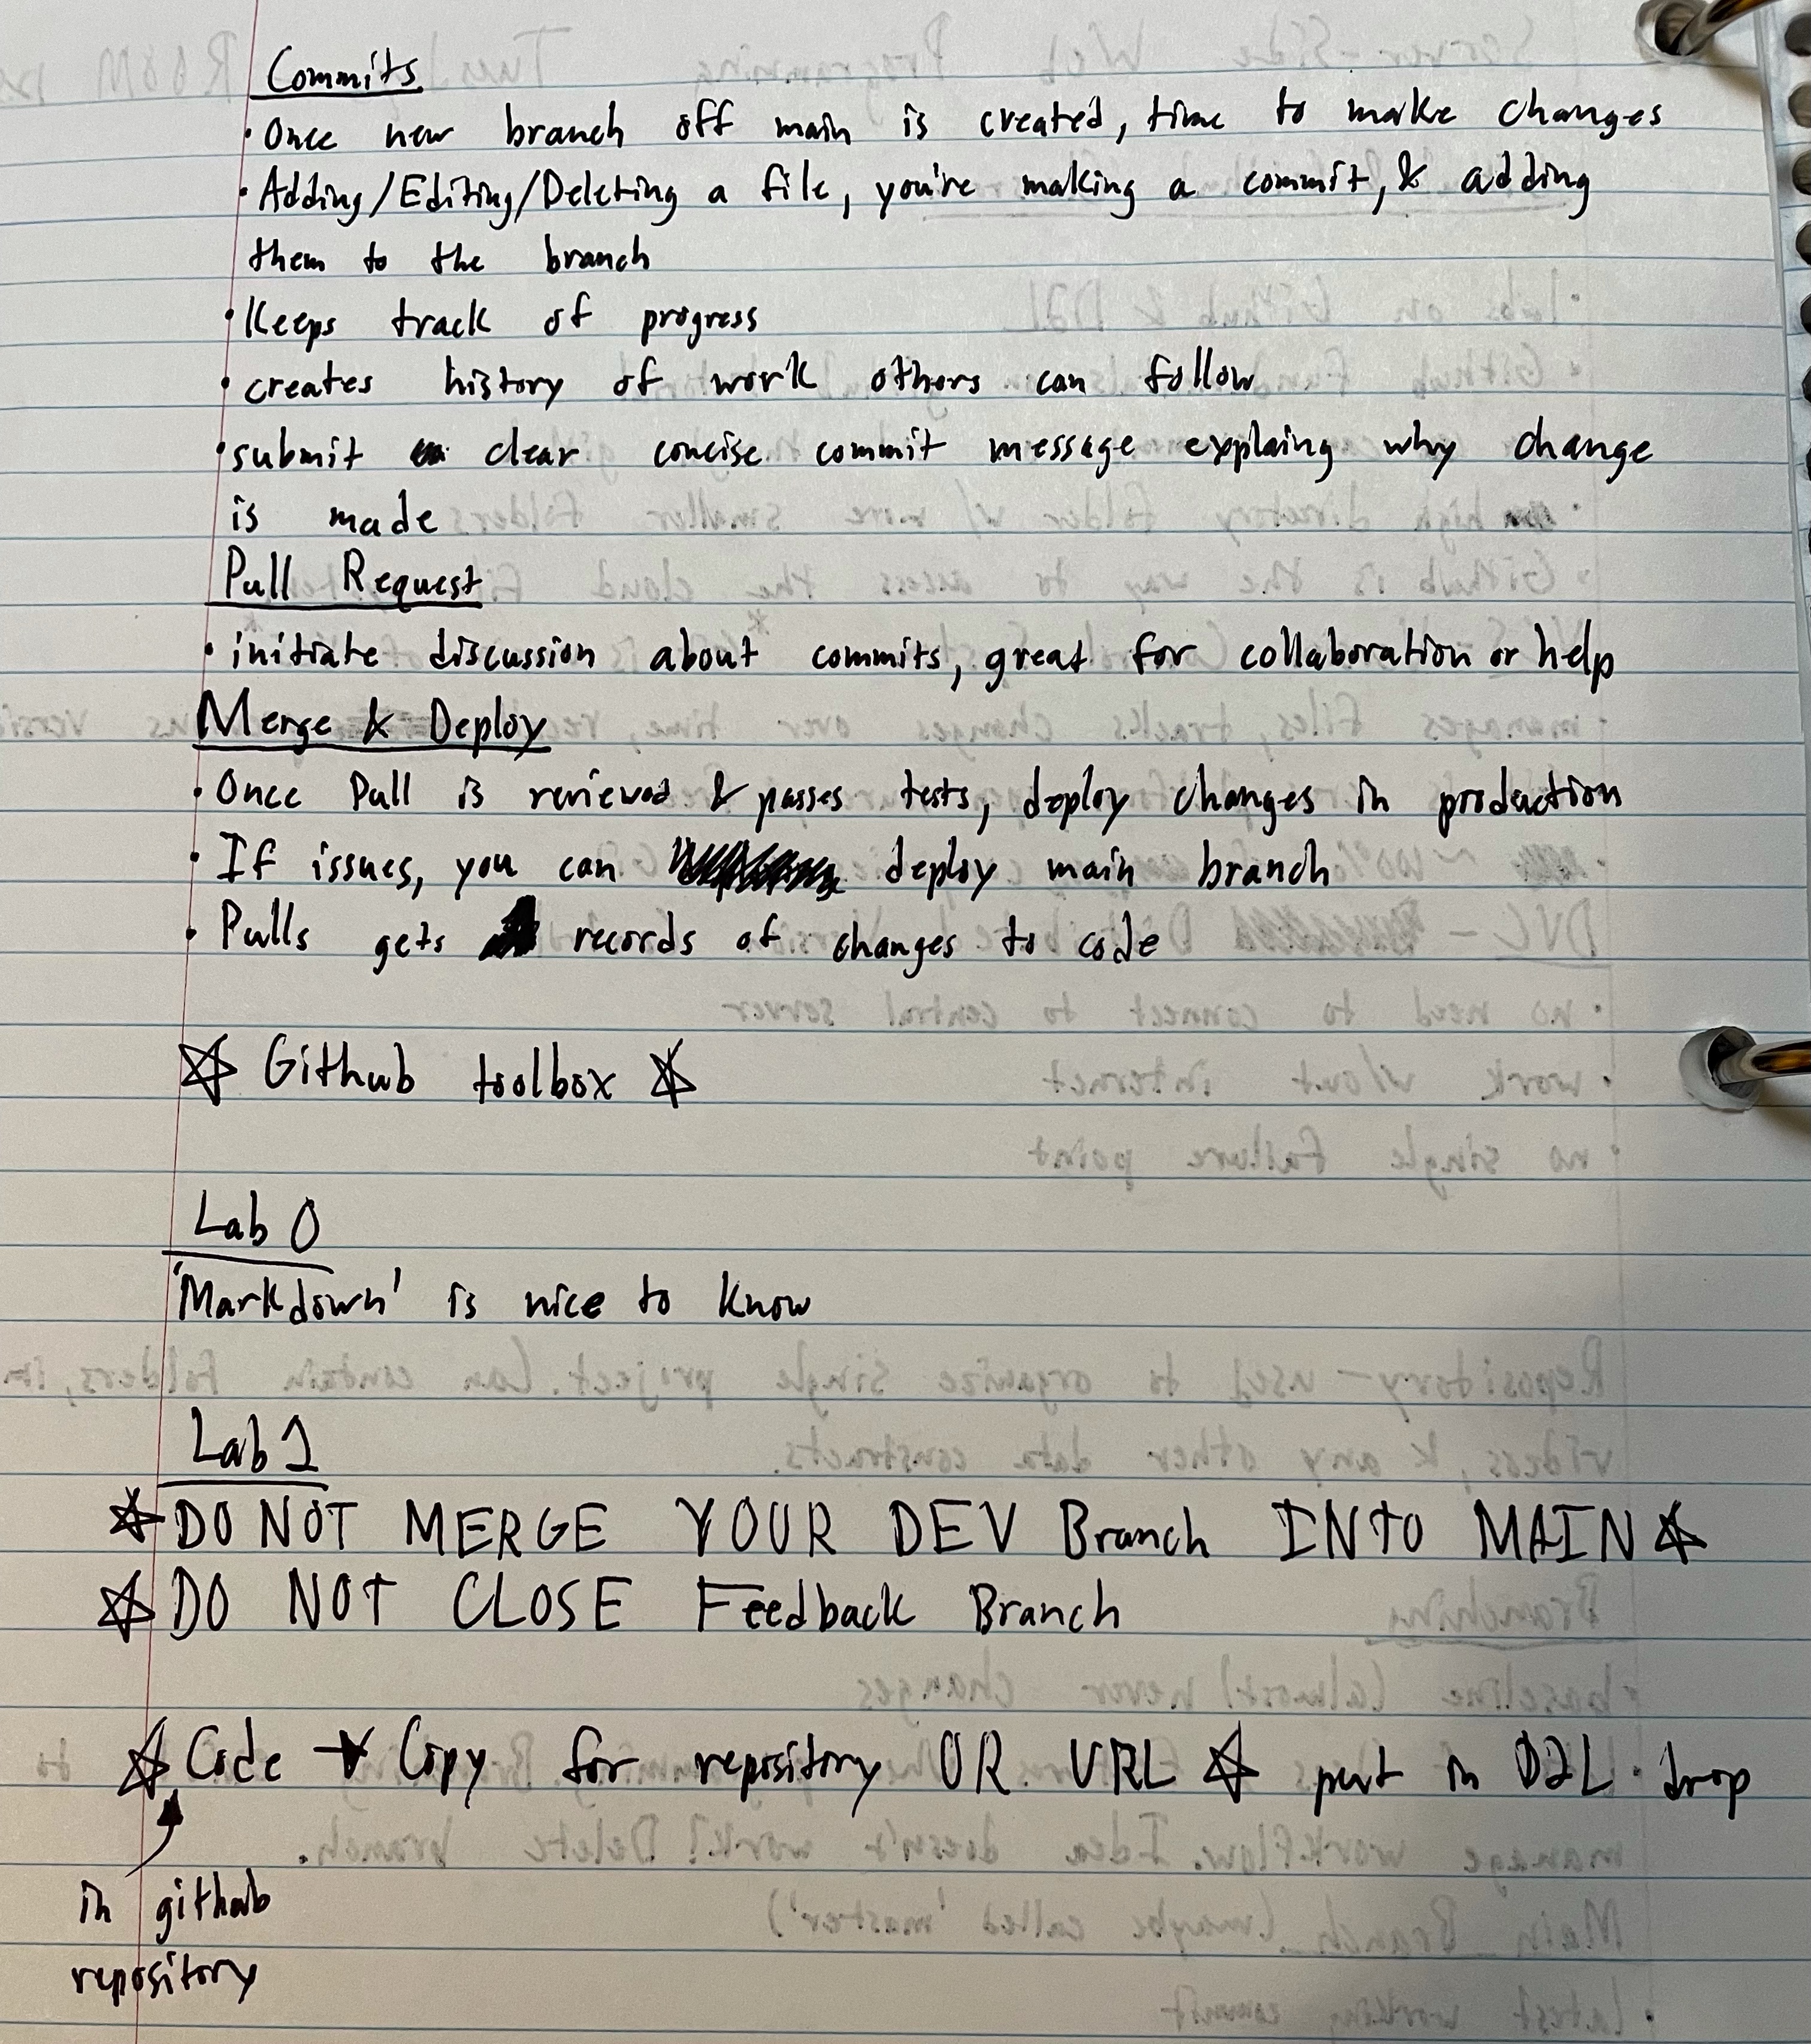 Commits
• Once new branch off main is created, time to make changes
• Adding/Editing/Deleting a file, you're making a commit, & adding
them to the branch
• Keeps track of progress
• creates history of work others can follow
• submit clear concise commit message explaing why change
is made
Pull Request
• initiate discussion about commits, great for collaboration or help
Merge & Deploy
• Once Pull is reviewed & passes tests, deploy changes in production
• If issues, you can deploy main branch
• Pulls gets records of changes to code
☆ Github toolbox ☆
Lab 0
'Markdown' is nice to know
Lab 1
☆ DO NOT MERGE YOUR DEV Branch INTO MAIN ☆
☆ DO NOT CLOSE Feedback Branch
☆ Code → Copy for repository OR URL ☆ put in D2L drop
in github
repository